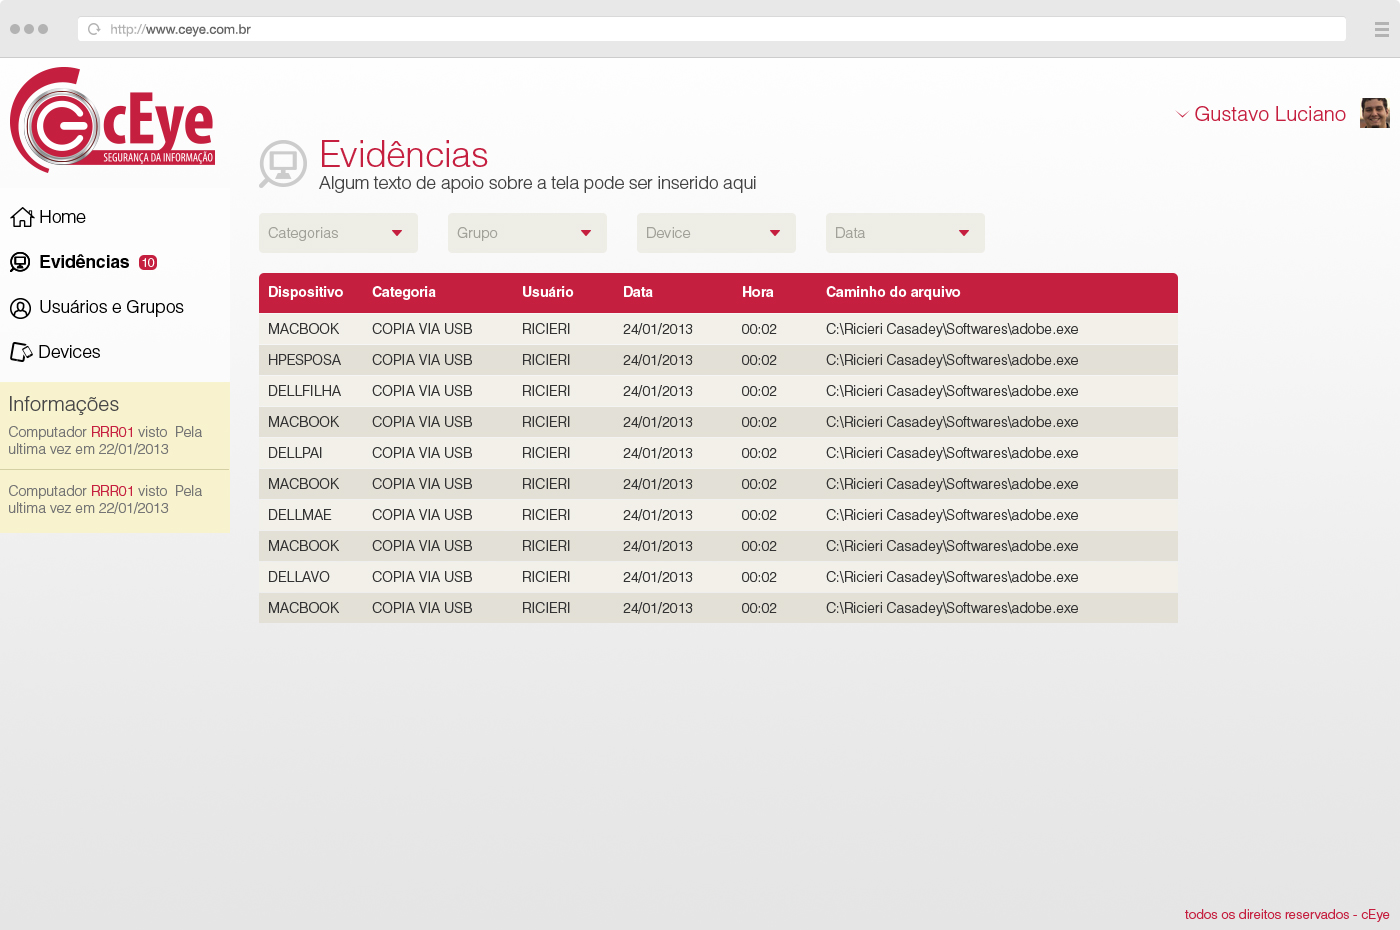 http://www.ceye.com.br
cEye
SEGURANÇA DA INFORMAÇÃO
Gustavo Luciano
Home
Evidências 10
Usuários e Grupos
Devices
Informações
Computador RRR01 visto  Pela
ultima vez em 22/01/2013
Computador RRR01 visto  Pela
ultima vez em 22/01/2013
Evidências
Algum texto de apoio sobre a tela pode ser inserido aqui
Categorias Grupo Device Data
Dispositivo Categoria Usuário Data Hora Caminho do arquivo
MACBOOK COPIA VIA USB RICIERI 24/01/2013 00:02 C:\Ricieri Casadey\Softwares\adobe.exe
HPESPOSA COPIA VIA USB RICIERI 24/01/2013 00:02 C:\Ricieri Casadey\Softwares\adobe.exe
DELLFILHA COPIA VIA USB RICIERI 24/01/2013 00:02 C:\Ricieri Casadey\Softwares\adobe.exe
MACBOOK COPIA VIA USB RICIERI 24/01/2013 00:02 C:\Ricieri Casadey\Softwares\adobe.exe
DELLPAI COPIA VIA USB RICIERI 24/01/2013 00:02 C:\Ricieri Casadey\Softwares\adobe.exe
MACBOOK COPIA VIA USB RICIERI 24/01/2013 00:02 C:\Ricieri Casadey\Softwares\adobe.exe
DELLMAE COPIA VIA USB RICIERI 24/01/2013 00:02 C:\Ricieri Casadey\Softwares\adobe.exe
MACBOOK COPIA VIA USB RICIERI 24/01/2013 00:02 C:\Ricieri Casadey\Softwares\adobe.exe
DELLAVO COPIA VIA USB RICIERI 24/01/2013 00:02 C:\Ricieri Casadey\Softwares\adobe.exe
MACBOOK COPIA VIA USB RICIERI 24/01/2013 00:02 C:\Ricieri Casadey\Softwares\adobe.exe
todos os direitos reservados - cEye